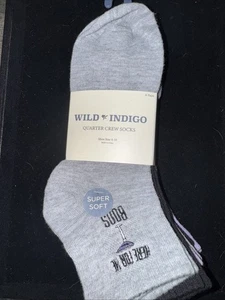 WILD INDIGO
QUARTER CREW SOCKS
SUPER
SOFT
HERE FOR THE
BOOS